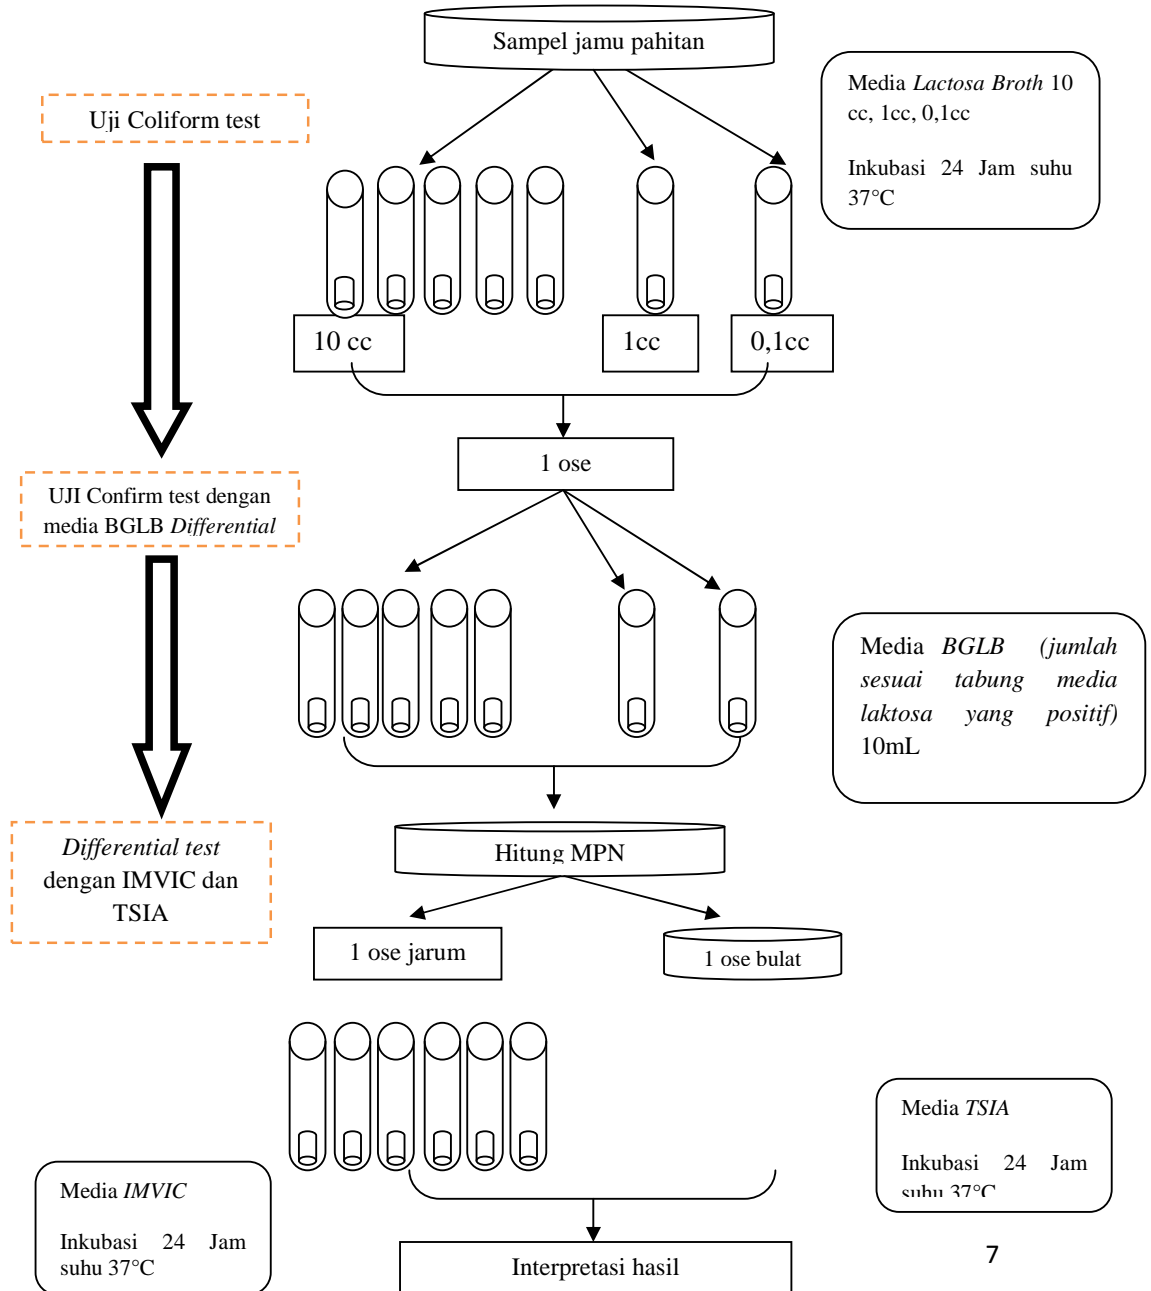 Sampel jamu pahitan
Uji Coliform test
Media Lactosa Broth 10
cc, 1cc, 0,1cc
Inkubasi 24 Jam suhu
37°C
10 cc
1cc
0,1cc
1 ose
UJI Confirm test dengan
media BGLB Differential
Media BGLB (jumlah
sesuai tabung media
laktosa yang positif)
10mL
Differential test
dengan IMVIC dan
TSIA
Hitung MPN
1 ose jarum
1 ose bulat
Media TSIA
Inkubasi 24 Jam
suhu 37°C
Media IMVIC
Inkubasi 24 Jam
suhu 37°C
Interpretasi hasil
7